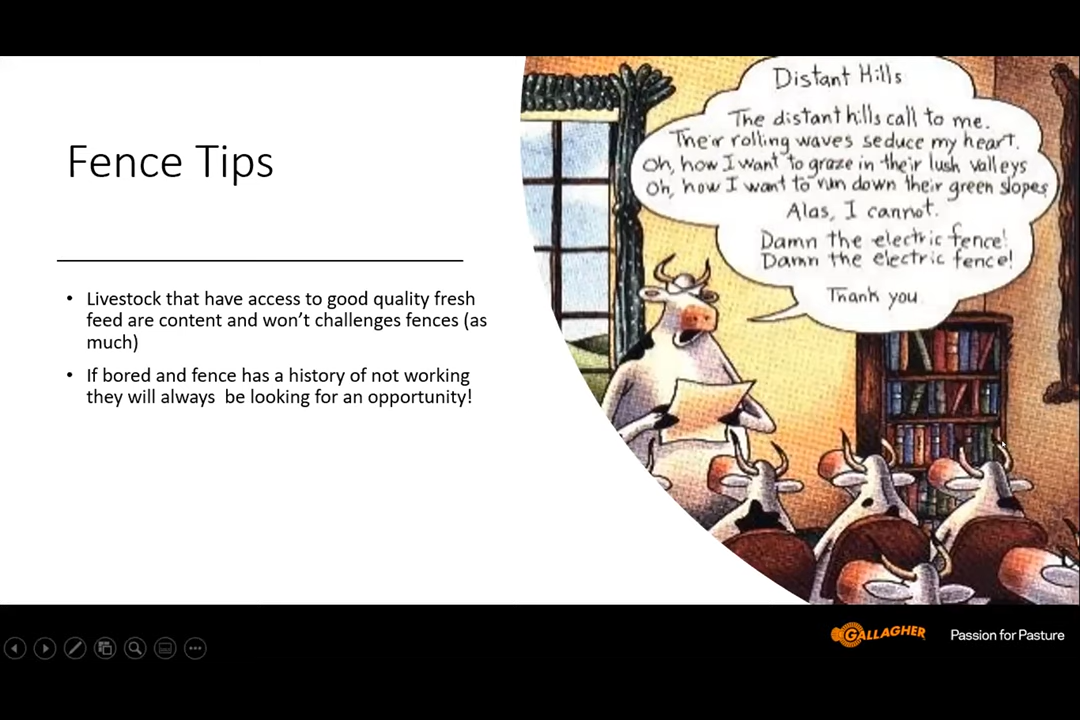 Fence Tips
• Livestock that have access to good quality fresh
feed are content and won't challenges fences (as
much)
• If bored and fence has a history of not working
they will always be looking for an opportunity!
Distant Hills
The distant hills call to me.
Their rolling waves seduce my heart.
Oh, how I want to graze in their lush valleys
Oh, how I want to run down their green slopes
Alas, I cannot.
Damn the electric fence!
Damn the electric fence!
Thank you.
GALLAGHER Passion for Pasture